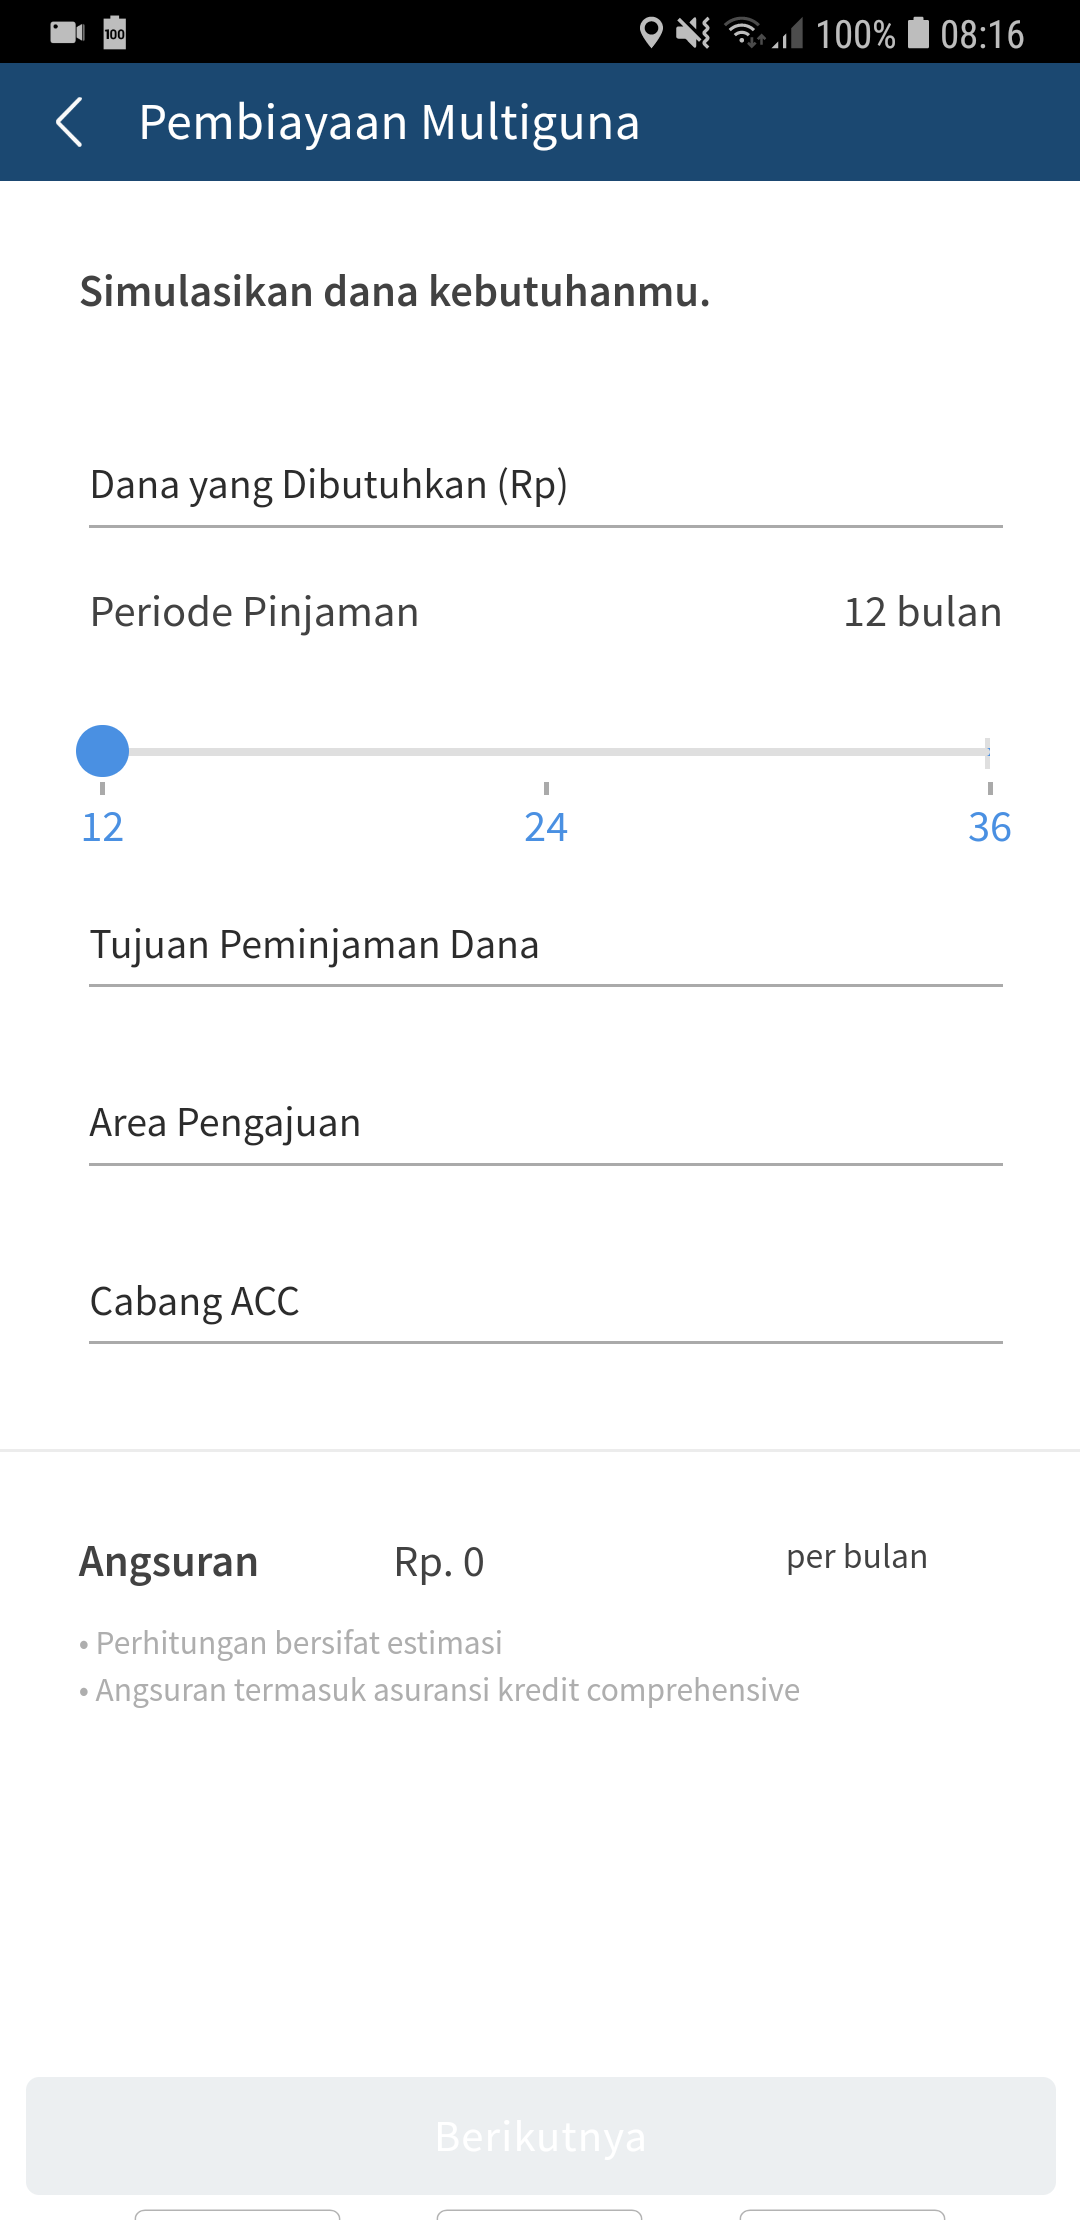 100 100% 08:16
Pembiayaan Multiguna
Simulasikan dana kebutuhanmu.
Dana yang Dibutuhkan (Rp)
Periode Pinjaman 12 bulan
12 24 36
Tujuan Peminjaman Dana
Area Pengajuan
Cabang ACC
Angsuran Rp. 0 per bulan
• Perhitungan bersifat estimasi
• Angsuran termasuk asuransi kredit comprehensive
Berikutnya